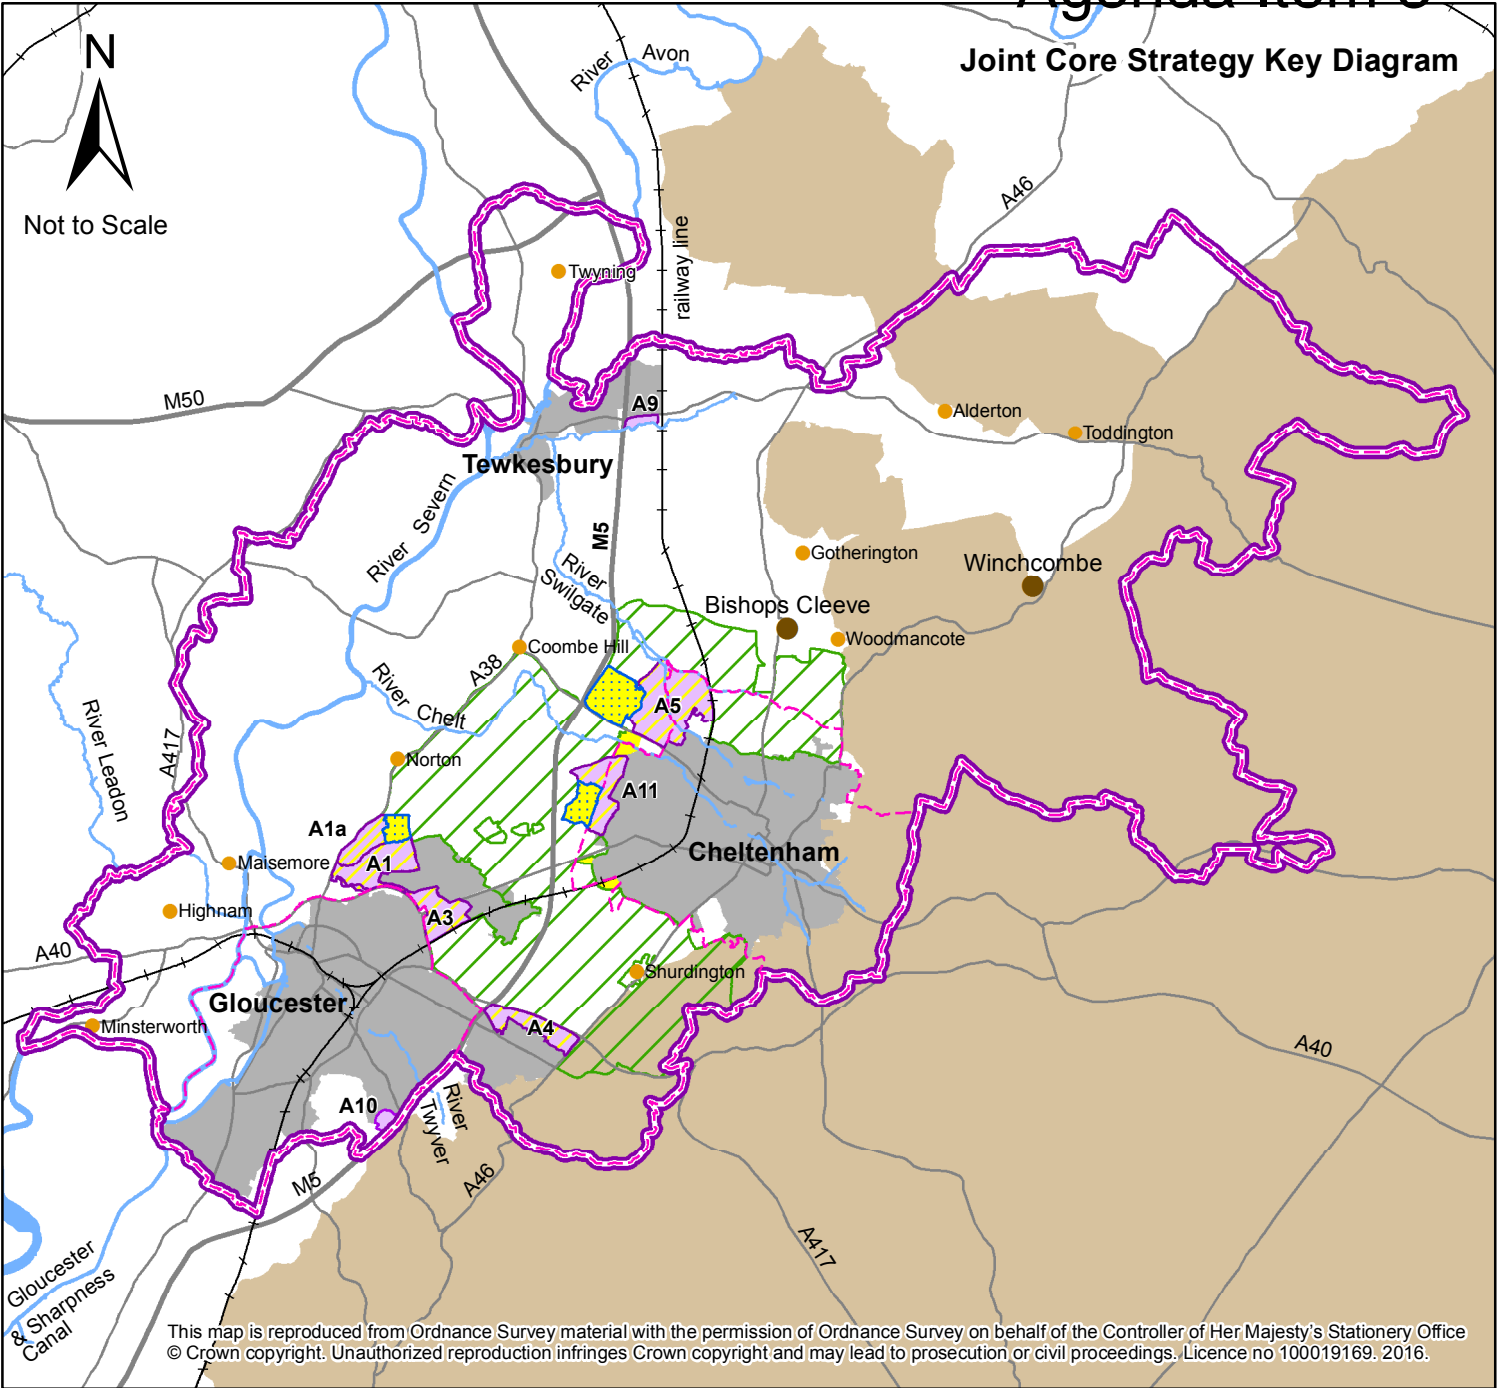 Agenda Item 5
Joint Core Strategy Key Diagram
N
Not to Scale
River
Avon
A46
railway line
Twyning
M50
A9
Alderton
Toddington
Tewkesbury
River Severn
M5
Gotherington
River
Swilgate
Winchcombe
Bishops Cleeve
Woodmancote
Coombe Hill
A38
River Chelt
A5
River Leadon
A417
Norton
A11
A1a
A1
Cheltenham
Maisemore
Highnam
A3
A40
Shurdington
Gloucester
Minsterworth
A4
A40
A10
River
Twyver
A46
M5
A417
Gloucester
& Sharpness
Canal
This map is reproduced from Ordnance Survey material with the permission of Ordnance Survey on behalf of the Controller of Her Majesty's Stationery Office
© Crown copyright. Unauthorized reproduction infringes Crown copyright and may lead to prosecution or civil proceedings. Licence no 100019169. 2016.